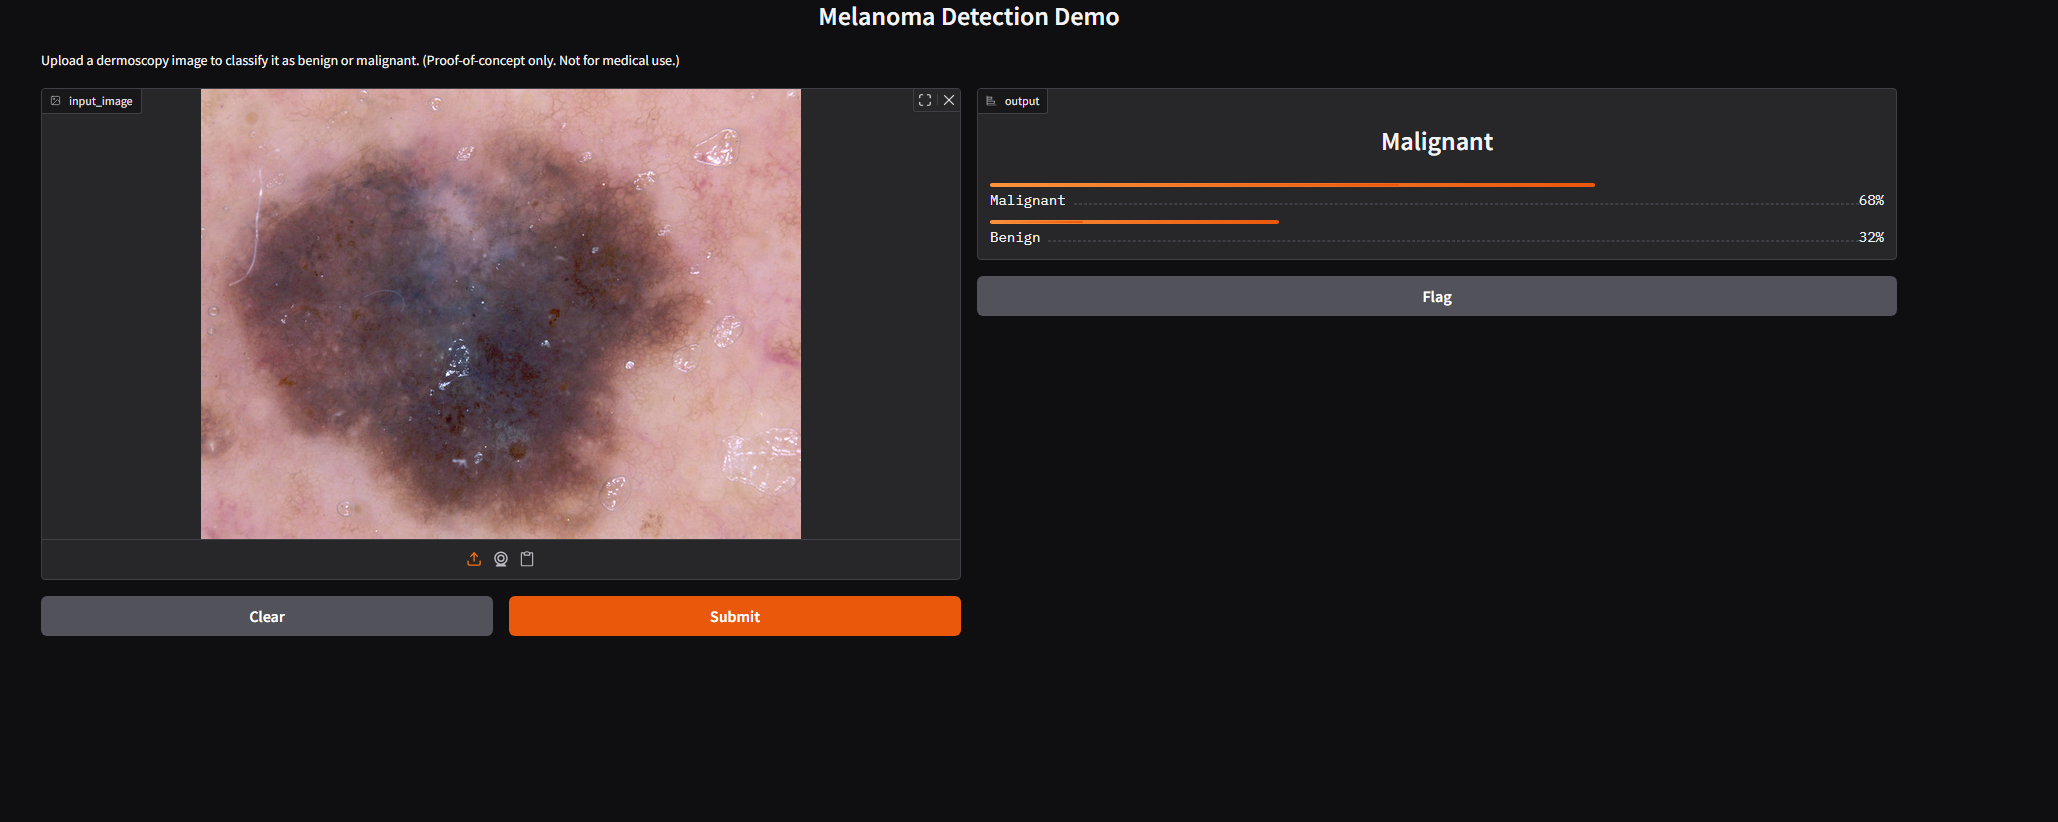 Melanoma Detection Demo
Upload a dermoscopy image to classify it as benign or malignant. (Proof-of-concept only. Not for medical use.)
input_image
output
Malignant
Malignant 68%
Benign 32%
Flag
Clear
Submit